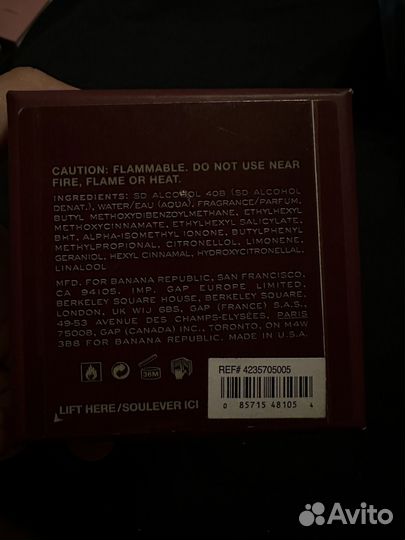 CAUTION: FLAMMABLE. DO NOT USE NEAR
FIRE, FLAME OR HEAT.
INGREDIENTS: SD ALCOHOL 40B (SD ALCOHOL
DENAT.), WATER/EAU (AQUA), FRAGRANCE/PARFUM,
BUTYL METHOXYDIBENZOYLMETHANE, ETHYLHEXYL
METHOXYCINNAMATE, ETHYLHEXYL SALICYLATE,
BHT, ALPHA-ISOMETHYL IONONE, BUTYLPHENYL
METHYLPROPIONAL, CITRONELLOL, LIMONENE,
GERANIOL, HEXYL CINNAMAL, HYDROXYCITRONELLAL,
LINALOOL
MFD. FOR BANANA REPUBLIC, SAN FRANCISCO,
CA 94105. IMP. GAP EUROPE LIMITED,
BERKELEY SQUARE HOUSE, BERKELEY SQUARE,
LONDON, UK W1J 6BS, GAP (FRANCE) S.A.S.,
49-53 AVENUE DES CHAMPS-ELYSÉES, PARIS
75008, GAP (CANADA) INC., TORONTO, ON M4W
3B8 FOR BANANA REPUBLIC. MADE IN U.S.A.
36M
REF# 4235705005
LIFT HERE/SOULEVER ICI
0 85715 48105 4
Avito